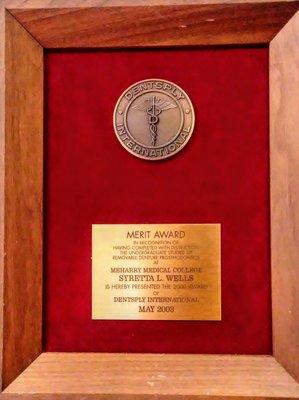 DENTSPLY
INTERNATIONAL
MERIT AWARD
IN RECOGNITION OF
HAVING COMPLETED WITH DISTINCTION
THE UNDERGRADUATE STUDIES OF
REMOVABLE DENTURE PROSTHODONTICS
AT
MEHARRY MEDICAL COLLEGE
SYRETTA L. WELLS
IS HEREBY PRESENTED THE 2003 AWARD
OF
DENTSPLY INTERNATIONAL
MAY 2003